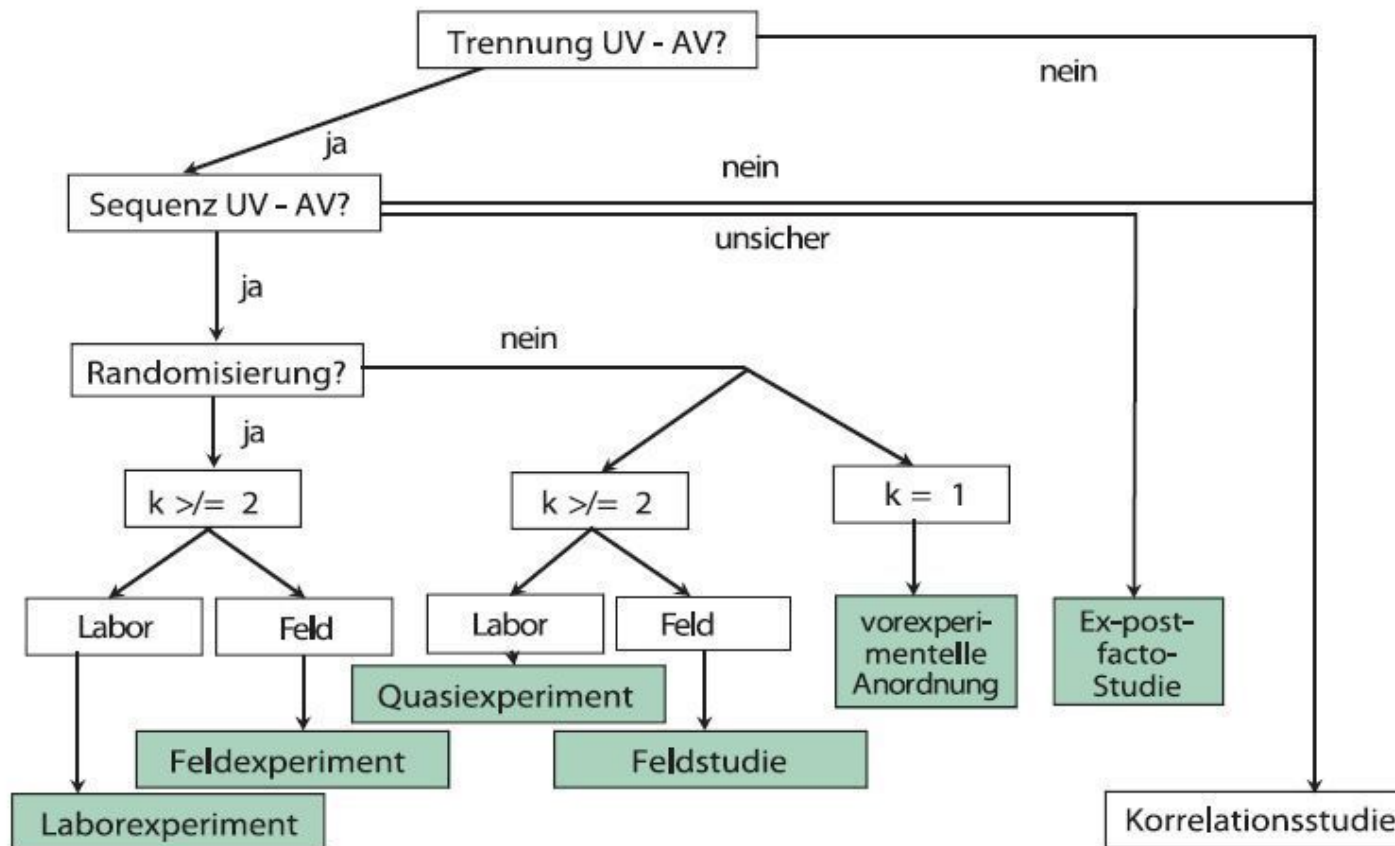 Trennung UV - AV?
nein
ja
nein
Sequenz UV - AV?
unsicher
ja
nein
Randomisierung?
ja
k >/= 2
k >/= 2
k = 1
Labor
Feld
Labor
Feld
vorexperi-
mentelle
Anordnung
Ex-post-
facto-
Studie
Quasiexperiment
Feldexperiment
Feldstudie
Laborexperiment
Korrelationsstudie